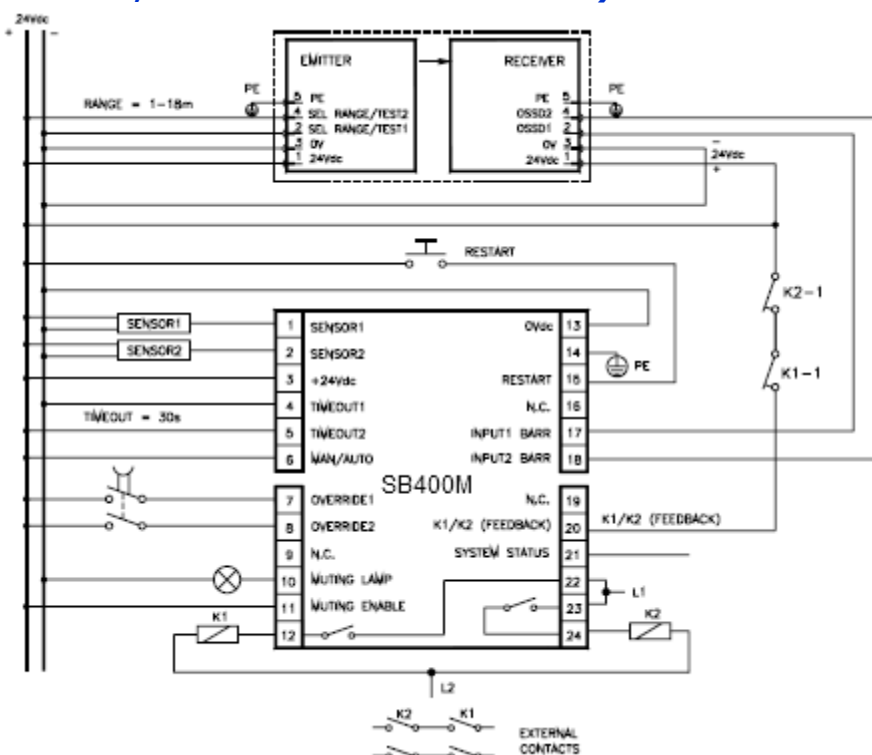 24Vdc
+ -
EMITTER
RECEIVER
PE
PE
RANGE = 1-18m
5 PE
4 SEL RANGE/TEST2
2 SEL RANGE/TEST1
3 0V
1 24Vdc
PE 5
OSSD2 4
OSSD1 2
0V 3
24Vdc 1
-
24Vdc
+
RESTART
K2-1
K1-1
SENSOR1
SENSOR2
TIMEOUT = 30s
1 SENSOR1
2 SENSOR2
3 +24Vdc
4 TIMEOUT1
5 TIMEOUT2
6 MAN/AUTO
SB400M
7 OVERRIDE1
8 OVERRIDE2
9 N.C.
10 MUTING LAMP
11 MUTING ENABLE
12
0Vdc 13
14
PE
RESTART 15
N.C. 16
INPUT1 BARR 17
INPUT2 BARR 18
N.C. 19
K1/K2 (FEEDBACK) 20
K1/K2 (FEEDBACK)
SYSTEM STATUS 21
22
23
24
L1
K1
K2
L2
K2 K1
EXTERNAL
CONTACTS